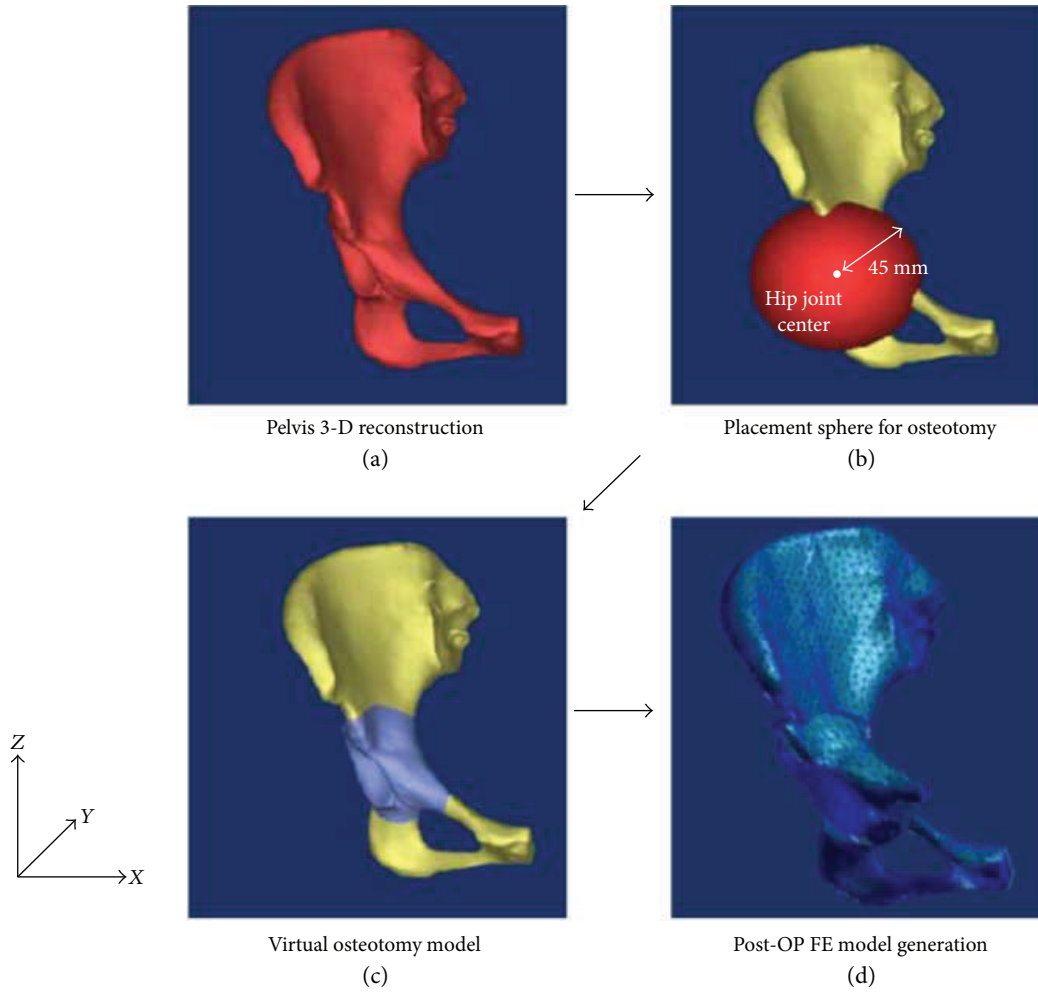 45 mm
Hip joint
center
Pelvis 3-D reconstruction
(a)
Placement sphere for osteotomy
(b)
Z
Y
X
Virtual osteotomy model
(c)
Post-OP FE model generation
(d)